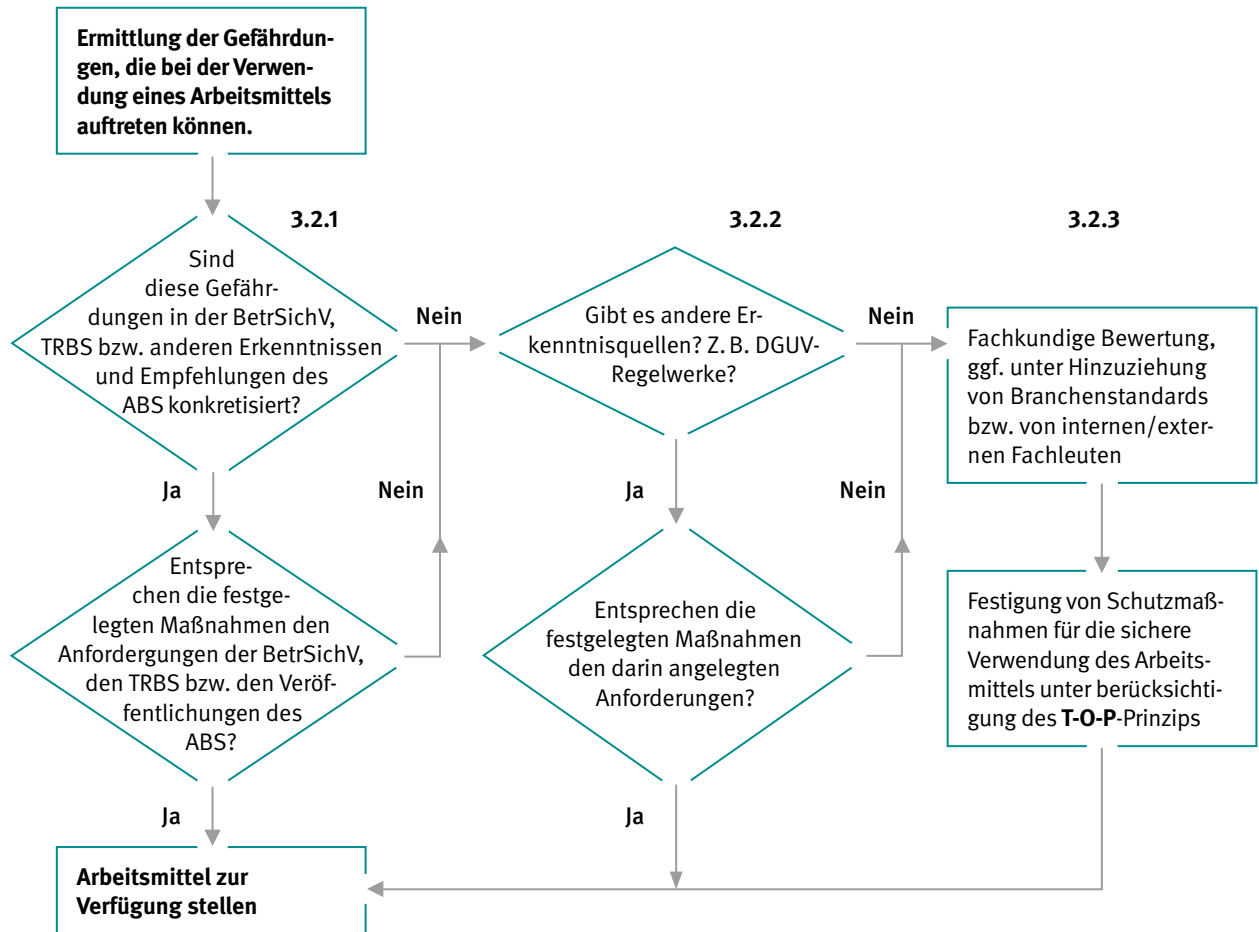 Ermittlung der Gefährdun-
gen, die bei der Verwen-
dung eines Arbeitsmittels
auftreten können.
3.2.1
Sind
diese Gefähr-
dungen in der BetrSichV,
TRBS bzw. anderen Erkenntnissen
und Empfehlungen des
ABS konkretisiert?
Nein
Ja
Nein
Entspre-
chen die festge-
legten Maßnahmen den
Anfordergungen der BetrSichV,
den TRBS bzw. den Veröf-
fentlichungen des
ABS?
Ja
Arbeitsmittel zur
Verfügung stellen
3.2.2
Gibt es andere Er-
kenntnisquellen? Z. B. DGUV-
Regelwerke?
Nein
Ja
Nein
Entsprechen die
festgelegten Maßnahmen
den darin angelegten
Anforderungen?
Ja
3.2.3
Fachkundige Bewertung,
ggf. unter Hinzuziehung
von Branchenstandards
bzw. von internen/exter-
nen Fachleuten
Festigung von Schutzmaß-
nahmen für die sichere
Verwendung des Arbeits-
mittels unter berücksichti-
gung des T-O-P-Prinzips